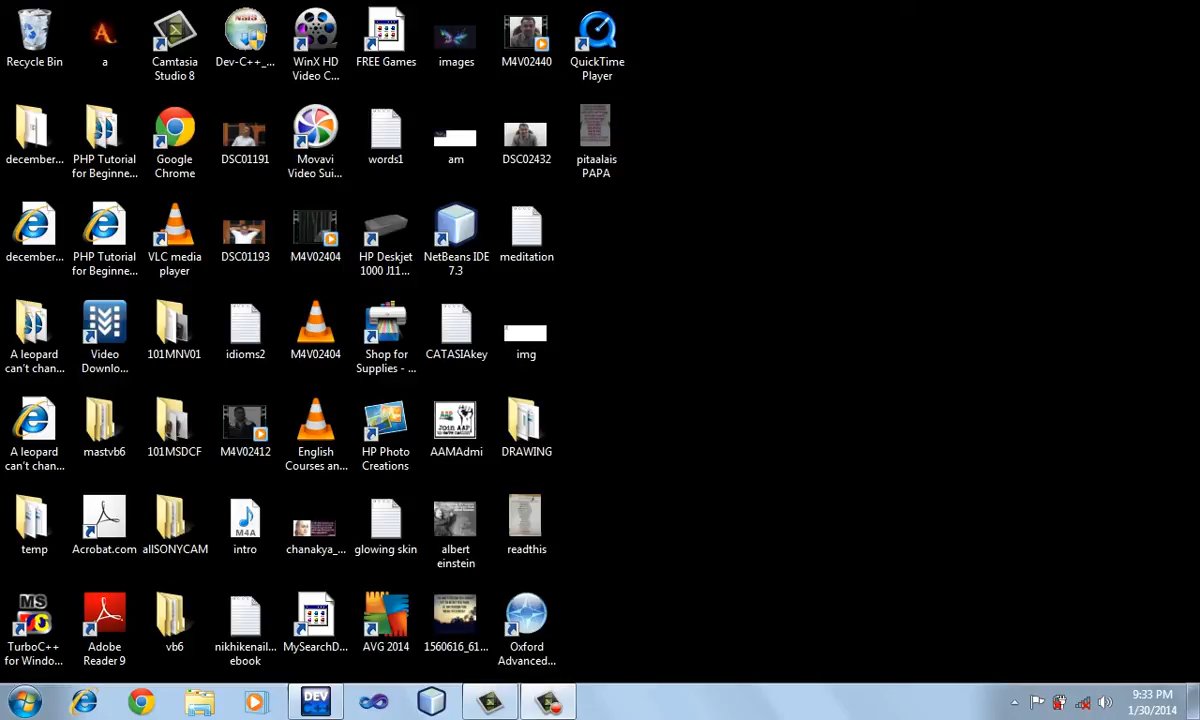 Recycle Bin
a
Camtasia
Studio 8
Dev-C++_...
WinX HD
Video C...
FREE Games
images
M4V02440
QuickTime
Player
december...
PHP Tutorial
for Beginne...
Google
Chrome
DSC01191
Movavi
Video Sui...
words1
am
DSC02432
pitaalais
PAPA
december...
PHP Tutorial
for Beginne...
VLC media
player
DSC01193
M4V02404
HP Deskjet
1000 J11...
NetBeans IDE
7.3
meditation
A leopard
can't chan...
Video
Downlo...
101MNV01
idioms2
M4V02404
Shop for
Supplies - ...
CATASIAkey
img
A leopard
can't chan...
mastvb6
101MSDCF
M4V02412
English
Courses an...
HP Photo
Creations
JOIN AAP
AAMAdmi
DRAWING
temp
Acrobat.com
allSONYCAM
M4A
intro
chanakya_...
glowing skin
albert
einstein
readthis
MS
TurboC++
for Windo...
Adobe
Reader 9
vb6
nikhikenail...
ebook
MySearchD...
AVG 2014
1560616_61...
Oxford
Advanced...
DEV
9:33 PM
1/30/2014